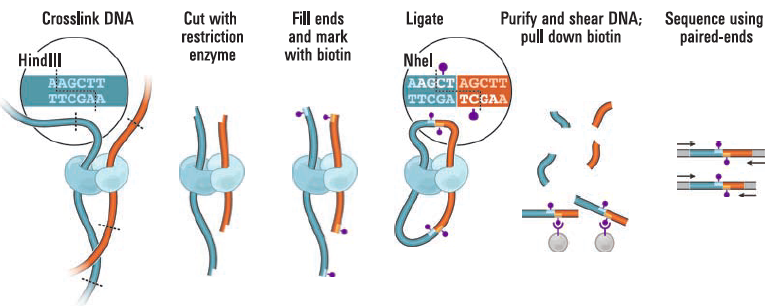 Crosslink DNA
Cut with
restriction
enzyme
Fill ends
and mark
with biotin
Ligate
Purify and shear DNA;
pull down biotin
Sequence using
paired-ends
HindIII
AAGCTT
TTCGAA
NheI
AAGCT AGCTT
TTCGA TCGAA